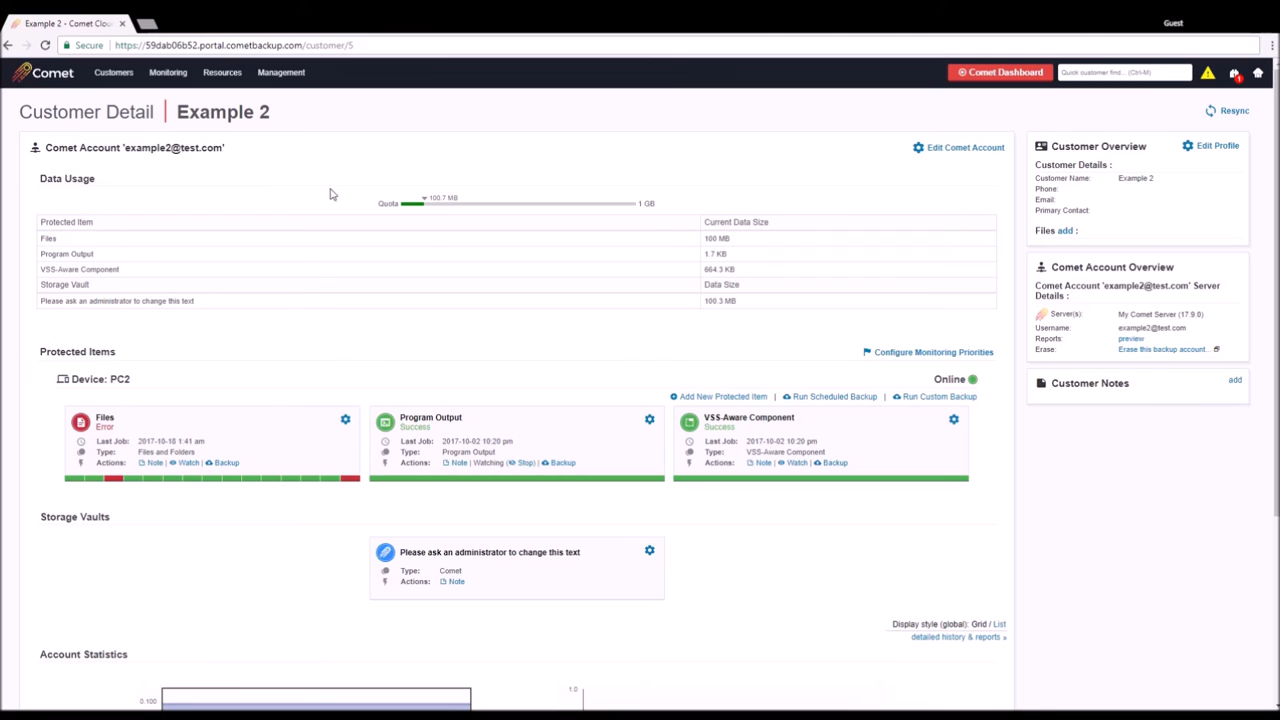 Example 2 - Comet Clou
Guest
Secure https://59dab06b52.portal.cometbackup.com/customer/5
Comet Customers Monitoring Resources Management Comet Dashboard Quick customer find... (Ctrl-M) 1
Customer Detail Example 2 Resync
Comet Account 'example2@test.com' Edit Comet Account
Data Usage
100.7 MB
Quota 1 GB
Protected Item Current Data Size
Files 100 MB
Program Output 1.7 KB
VSS-Aware Component 664.3 KB
Storage Vault Data Size
Please ask an administrator to change this text 100.3 MB
Protected Items Configure Monitoring Priorities
Device: PC2 Online
Add New Protected Item | Run Scheduled Backup | Run Custom Backup
Files
Error
Last Job: 2017-10-18 1:41 am
Type: Files and Folders
Actions: Note | Watch | Backup
Program Output
Success
Last Job: 2017-10-02 10:20 pm
Type: Program Output
Actions: Note | Watching (Stop) | Backup
VSS-Aware Component
Success
Last Job: 2017-10-02 10:20 pm
Type: VSS-Aware Component
Actions: Note | Watch | Backup
Storage Vaults
Please ask an administrator to change this text
Type: Comet
Actions: Note
Display style (global): Grid / List
detailed history & reports »
Account Statistics
0.100
1.0
Customer Overview Edit Profile
Customer Details :
Customer Name: Example 2
Phone:
Email:
Primary Contact:
Files add :
Comet Account Overview
Comet Account 'example2@test.com' Server
Details :
Server(s): My Comet Server (17.9.0)
Username: example2@test.com
Reports: preview
Erase: Erase this backup account...
Customer Notes add